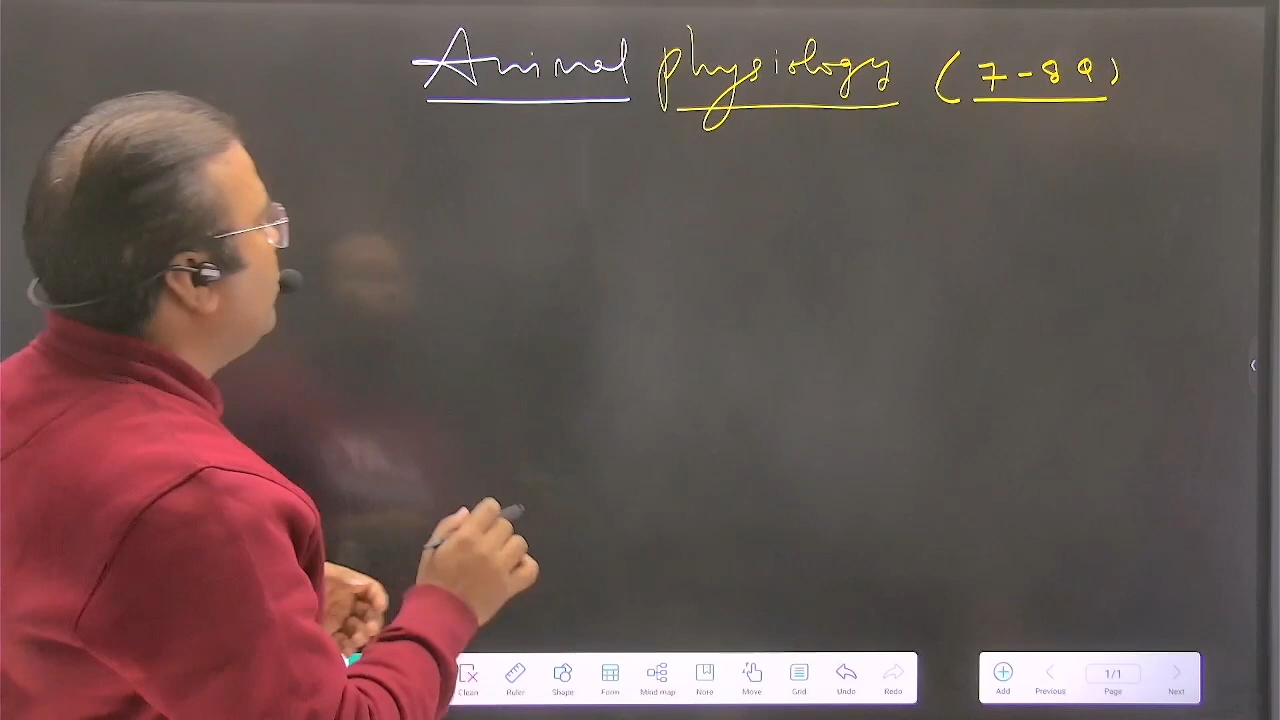 Animal physiology (7-8Q)
Clean Ruler Shape Form Mind map Note Move Grid Undo Redo Add Previous 1/1 Page Next